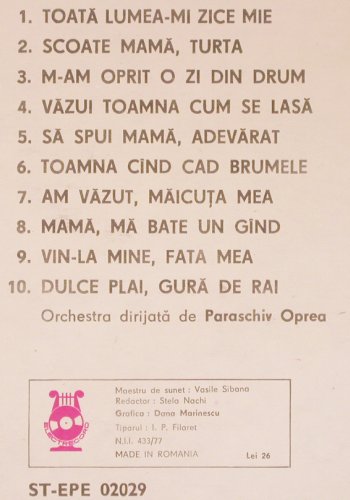 1. TOATĂ LUMEA-MI ZICE MIE
2. SCOATE MAMĂ, TURTA
3. M-AM OPRIT O ZI DIN DRUM
4. VĂZUI TOAMNA CUM SE LASĂ
5. SĂ SPUI MAMĂ, ADEVĂRAT
6. TOAMNA CÎND CAD BRUMELE
7. AM VĂZUT, MĂICUȚA MEA
8. MAMĂ, MĂ BATE UN GÎND
9. VIN-LA MINE, FATA MEA
10. DULCE PLAI, GURĂ DE RAI
Orchestra dirijată de Paraschiv Oprea
ELECTRECORD
Maestru de sunet : Vasile Sibana
Redactor : Stela Nachi
Grafica : Dana Marinescu
Tiparul : I. P. Filaret
N.I.I. 433/77
MADE IN ROMANIA Lei 26
ST-EPE 02029